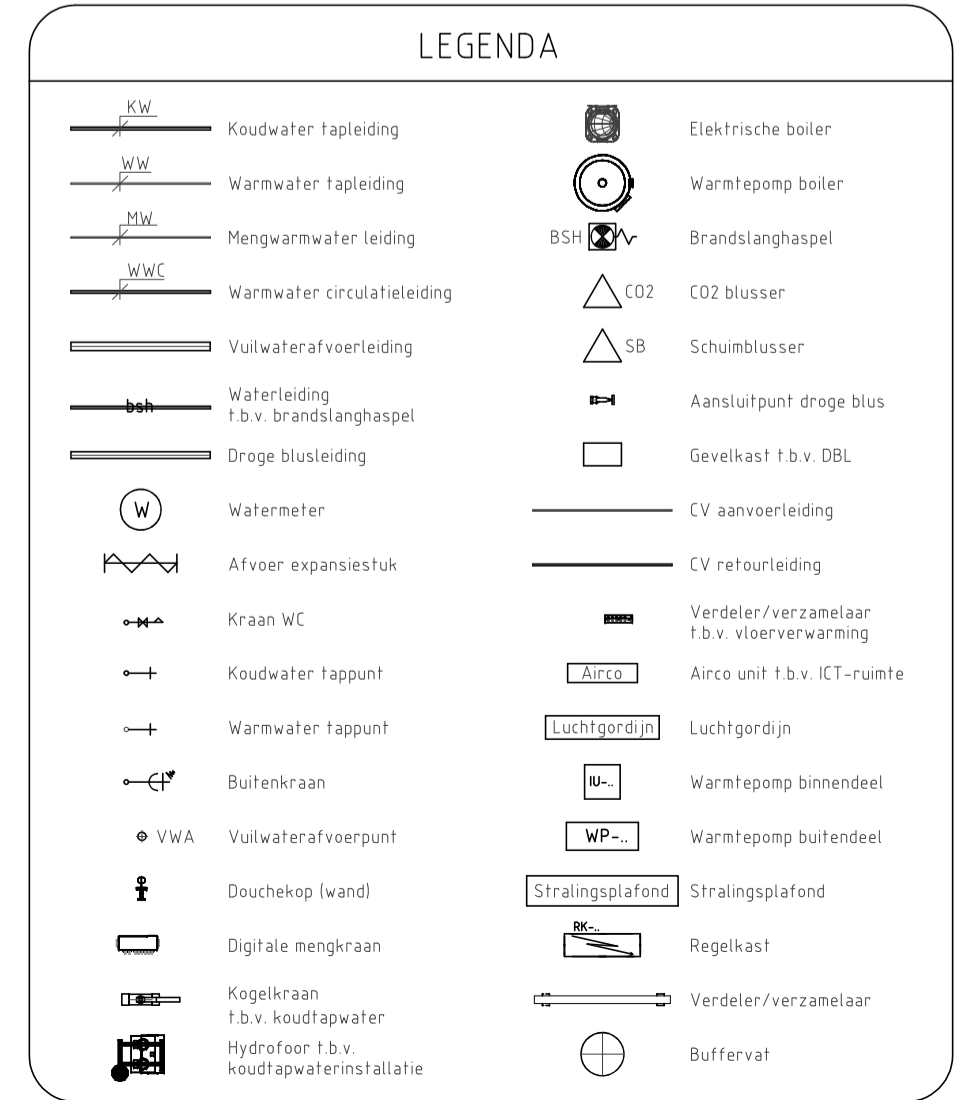 LEGENDA
KW
Koudwater tapleiding
WW
Warmwater tapleiding
MW
Mengwarmwater leiding
WWC
Warmwater circulatieleiding
Vuilwaterafvoerleiding
bsh
Waterleiding
t.b.v. brandslanghaspel
Droge blusleiding
W
Watermeter
Afvoer expansiestuk
Kraan WC
Koudwater tappunt
Warmwater tappunt
Buitenkraan
VWA
Vuilwaterafvoerpunt
Douchekop (wand)
Digitale mengkraan
Kogelkraan
t.b.v. koudtapwater
Hydrofoor t.b.v.
koudtapwaterinstallatie
Elektrische boiler
Warmtepomp boiler
BSH
Brandslanghaspel
CO2
CO2 blusser
SB
Schuimblusser
Aansluitpunt droge blus
Gevelkast t.b.v. DBL
CV aanvoerleiding
CV retourleiding
Verdeler/verzamelaar
t.b.v. vloerverwarming
Airco
Airco unit t.b.v. ICT-ruimte
Luchtgordijn
Luchtgordijn
IU-..
Warmtepomp binnendeel
WP-..
Warmtepomp buitendeel
Stralingsplafond
Stralingsplafond
RK-..
Regelkast
Verdeler/verzamelaar
Buffervat